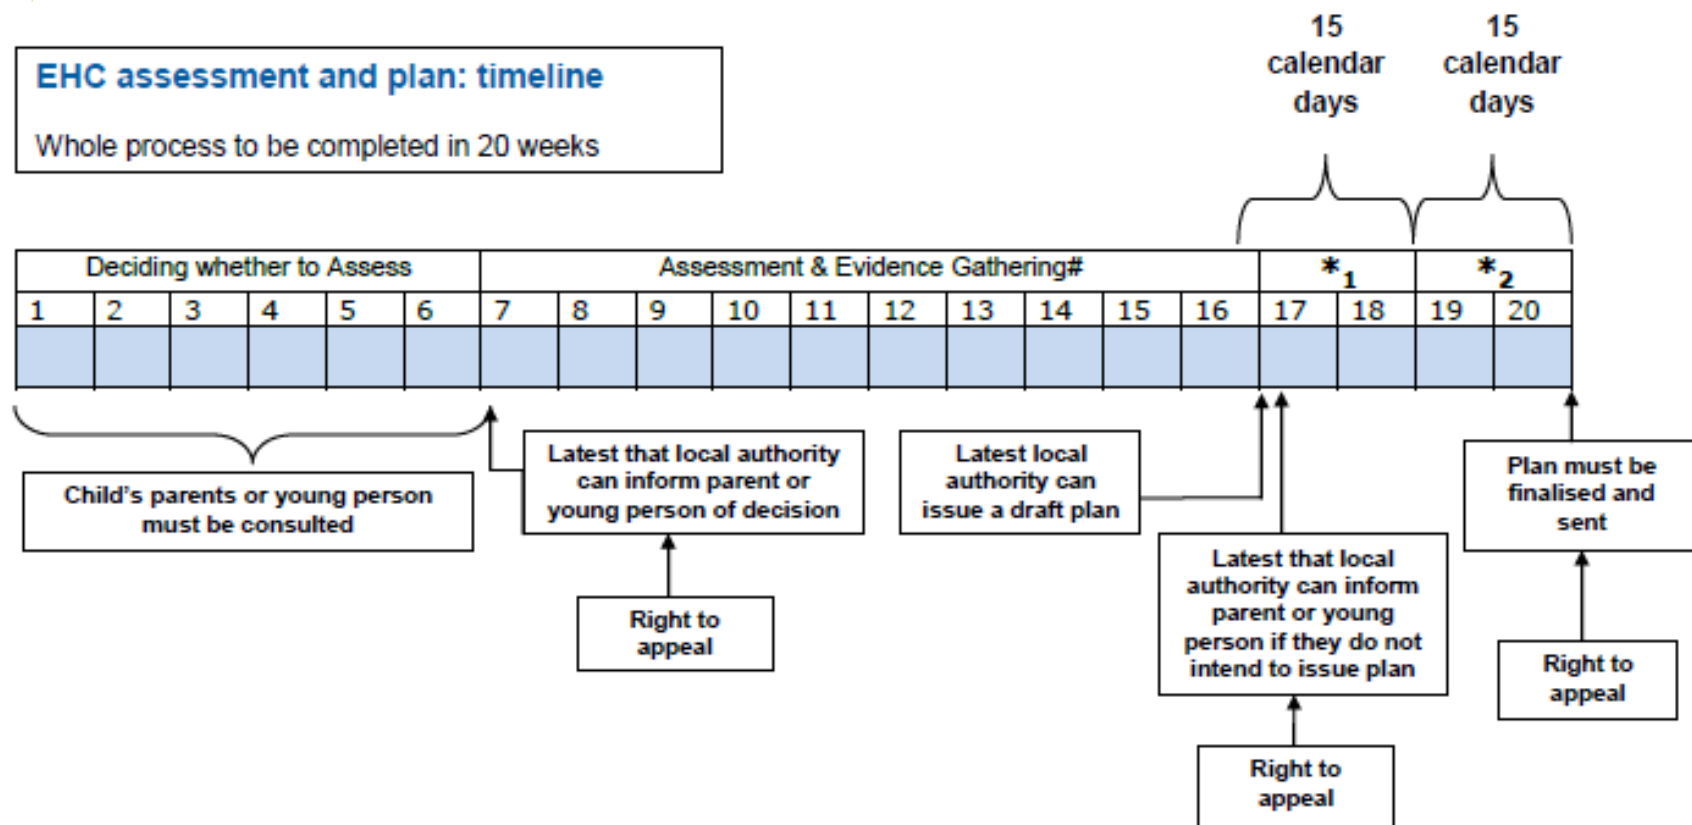 EHC assessment and plan: timeline
Whole process to be completed in 20 weeks
15
calendar
days
15
calendar
days
Deciding whether to Assess
Assessment & Evidence Gathering#
*1
*2
1 2 3 4 5 6 7 8 9 10 11 12 13 14 15 16 17 18 19 20
Child's parents or young person
must be consulted
Latest that local authority
can inform parent or
young person of decision
Right to
appeal
Latest local
authority can
issue a draft plan
Latest that local
authority can inform
parent or young
person if they do not
intend to issue plan
Right to
appeal
Plan must be
finalised and
sent
Right to
appeal